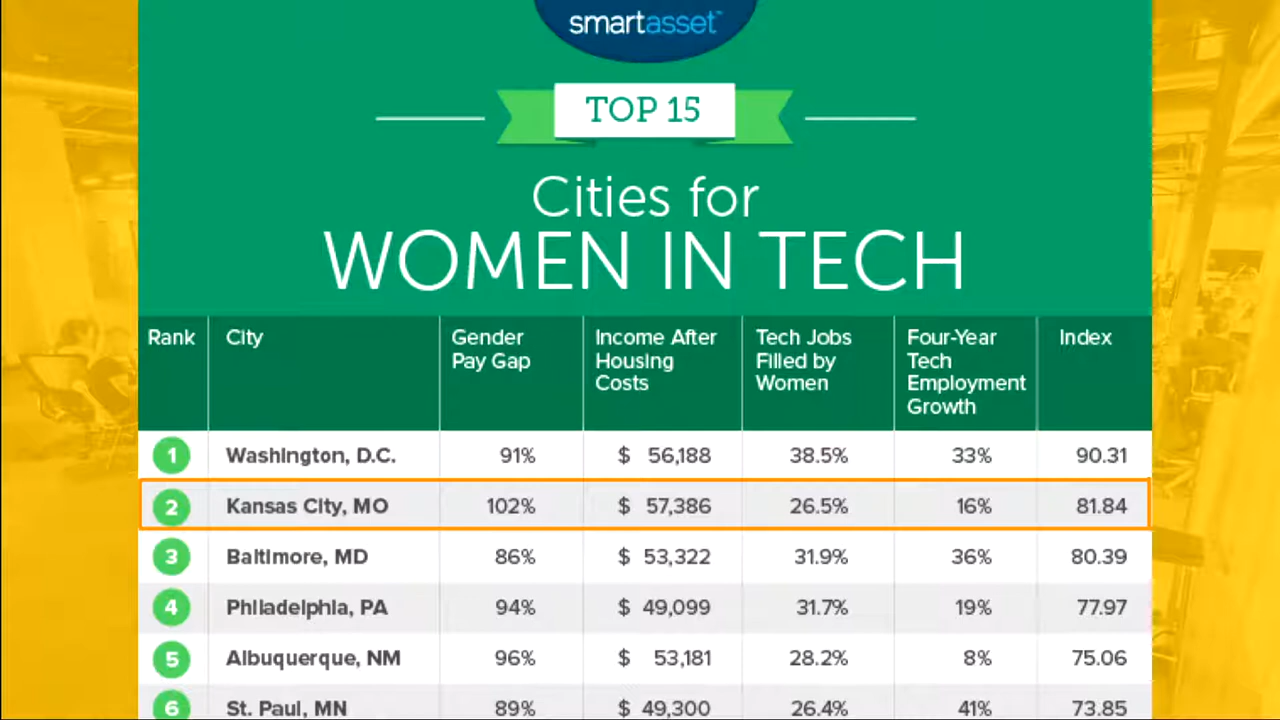 smartasset™
TOP 15
Cities for
WOMEN IN TECH
Rank City Gender Pay Gap Income After Housing Costs Tech Jobs Filled by Women Four-Year Tech Employment Growth Index
1 Washington, D.C. 91% $ 56,188 38.5% 33% 90.31
2 Kansas City, MO 102% $ 57,386 26.5% 16% 81.84
3 Baltimore, MD 86% $ 53,322 31.9% 36% 80.39
4 Philadelphia, PA 94% $ 49,099 31.7% 19% 77.97
5 Albuquerque, NM 96% $ 53,181 28.2% 8% 75.06
6 St. Paul, MN 89% $ 49,300 26.4% 41% 73.85